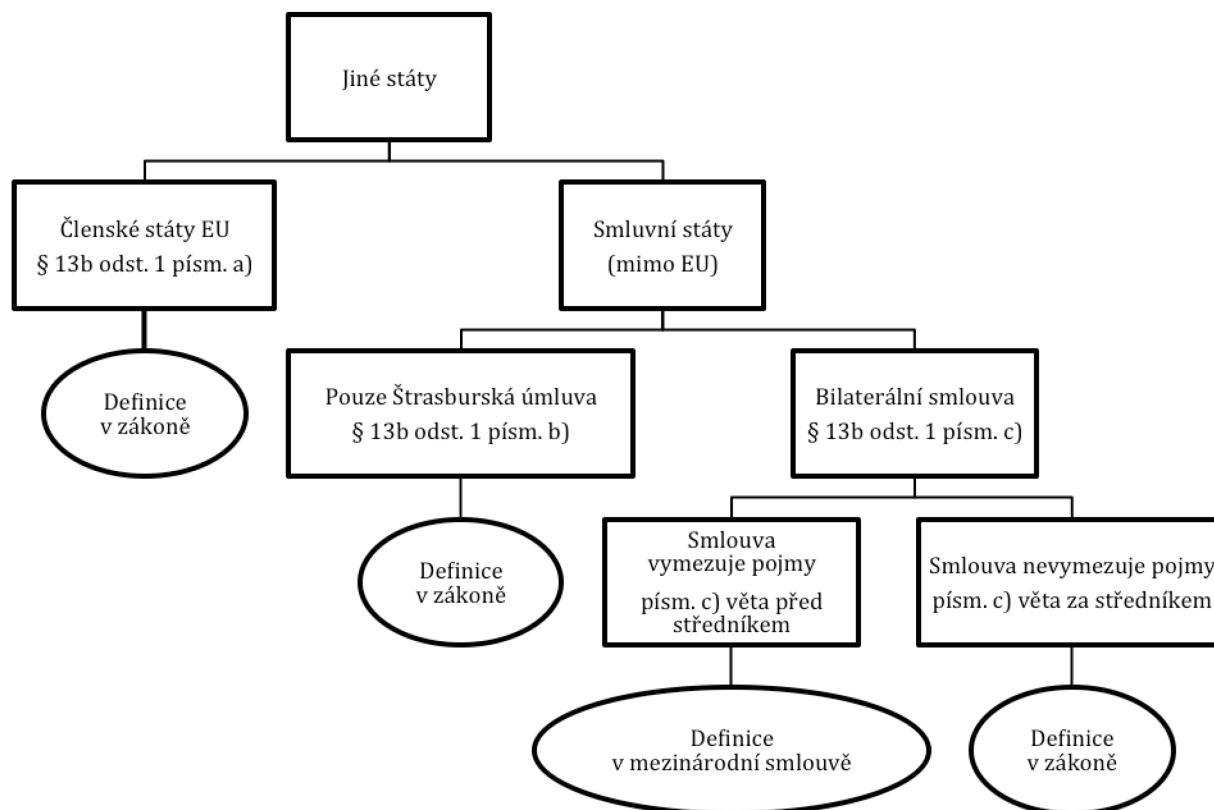 Jiné státy
Členské státy EU
§ 13b odst. 1 písm. a)
Smluvní státy
(mimo EU)
Definice
v zákoně
Pouze Štrasburská úmluva
§ 13b odst. 1 písm. b)
Bilaterální smlouva
§ 13b odst. 1 písm. c)
Definice
v zákoně
Smlouva
vymezuje pojmy
písm. c) věta před
středníkem
Smlouva nevymezuje pojmy
písm. c) věta za středníkem
Definice
v mezinárodní smlouvě
Definice
v zákoně